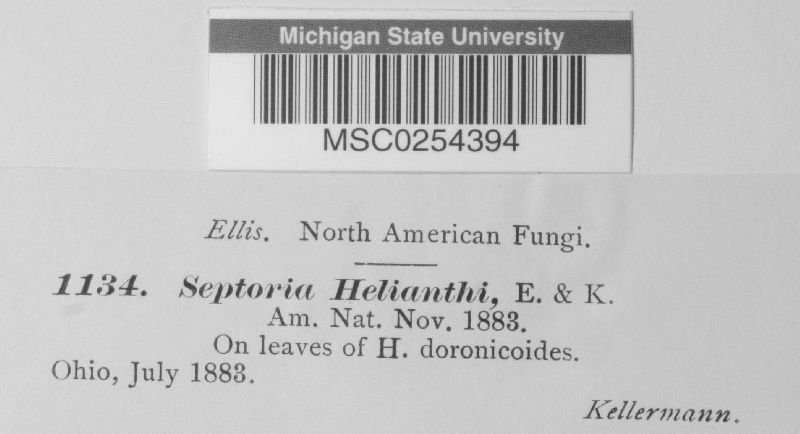 Michigan State University
MSC0254394
Ellis. North American Fungi.
1134. Septoria Helianthi, E. & K.
Am. Nat. Nov. 1883.
On leaves of H. doronicoides.
Ohio, July 1883.
Kellermann.